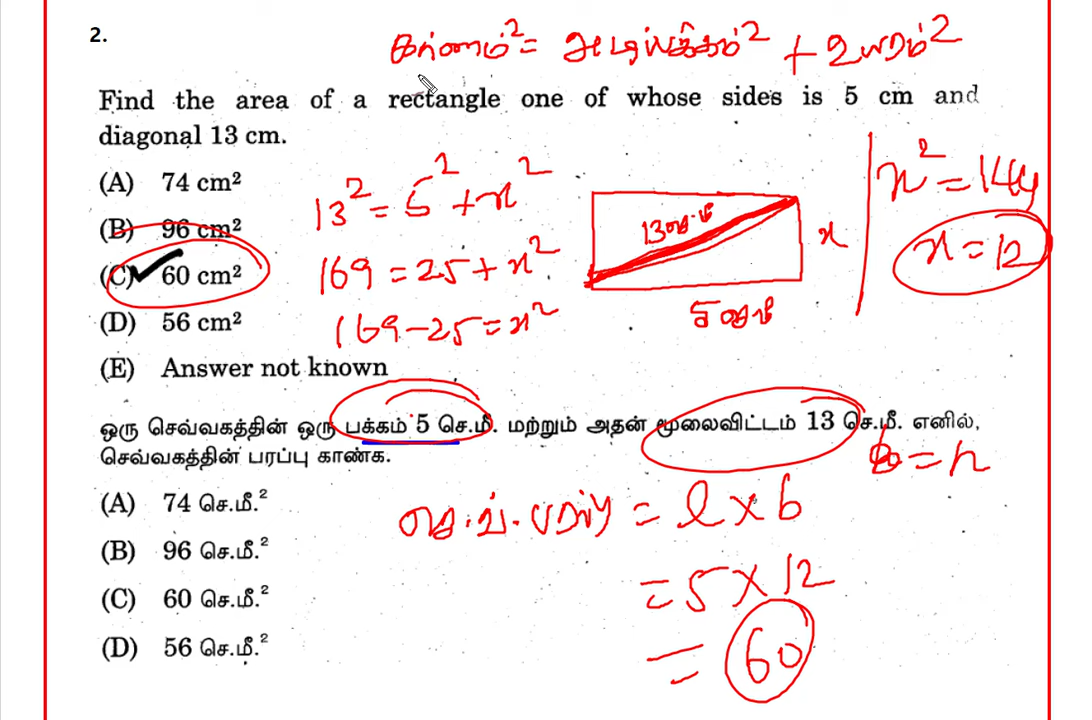 2.
கர்ணம்² = அடிப்பக்கம்² + உயரம்²
Find the area of a rectangle one of whose sides is 5 cm and
diagonal 13 cm.
(A) 74 cm²
(B) 96 cm²
(C) 60 cm²
(D) 56 cm²
(E) Answer not known
13² = 5² + x²
169 = 25 + x²
169 - 25 = x²
13 செ.மீ
x
5 செமீ
x² = 144
x = 12
ஒரு செவ்வகத்தின் ஒரு பக்கம் 5 செ.மீ. மற்றும் அதன் மூலைவிட்டம் 13 செ.மீ. எனில்,
செவ்வகத்தின் பரப்பு காண்க.
(A) 74 செ.மீ.²
(B) 96 செ.மீ.²
(C) 60 செ.மீ.²
(D) 56 செ.மீ.²
செ.வ. பரப்பு = l × b
= 5 × 12
= 60